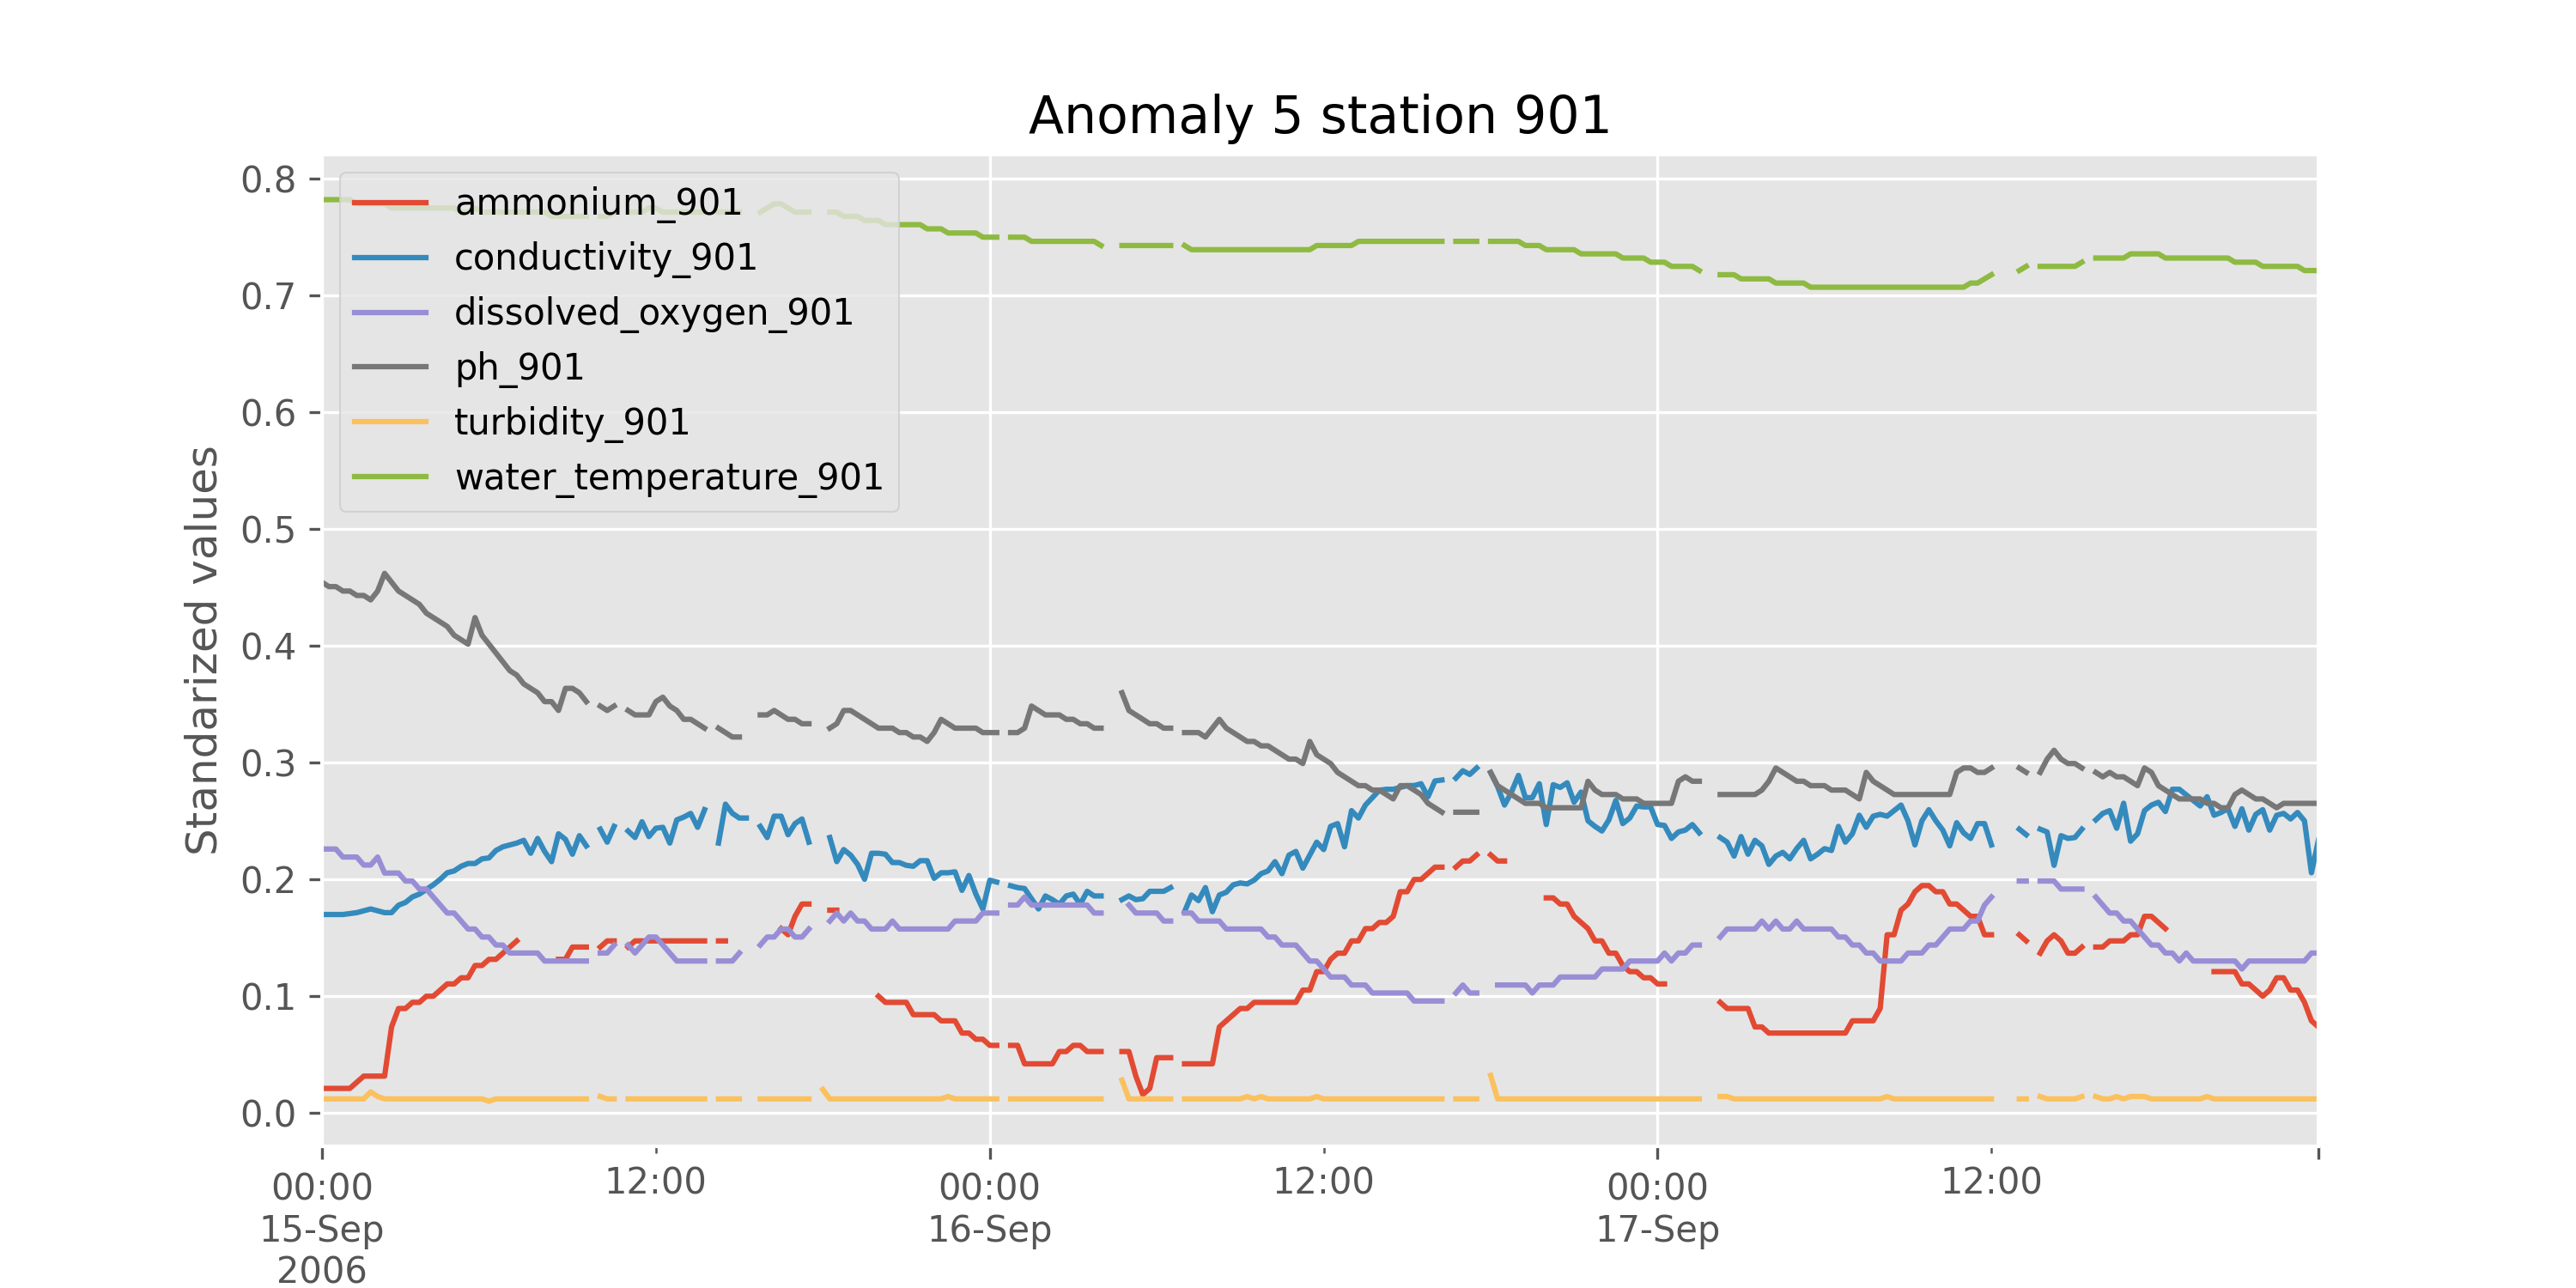 Anomaly 5 station 901
Standarized values
0.8
0.7
0.6
0.5
0.4
0.3
0.2
0.1
0.0
ammonium_901
conductivity_901
dissolved_oxygen_901
ph_901
turbidity_901
water_temperature_901
00:00 12:00 00:00 12:00 00:00 12:00
15-Sep 16-Sep 17-Sep
2006